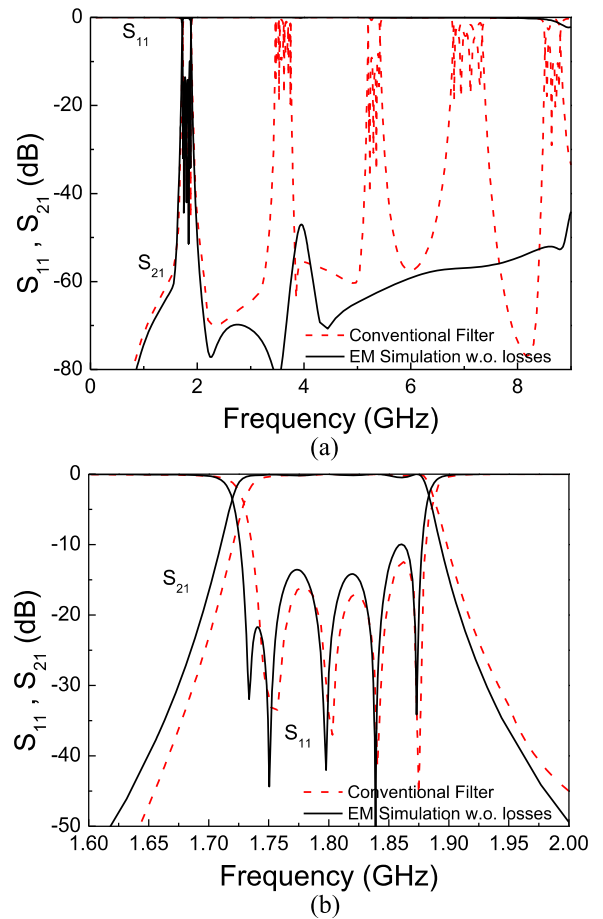 S11
S21
S11 , S21 (dB)
0
-20
-40
-60
-80
Conventional Filter
EM Simulation w.o. losses
0
2
4
6
8
Frequency (GHz)
(a)
S21
S11
S11 , S21 (dB)
0
-10
-20
-30
-40
-50
Conventional Filter
EM Simulation w.o. losses
1.60
1.65
1.70
1.75
1.80
1.85
1.90
1.95
2.00
Frequency (GHz)
(b)